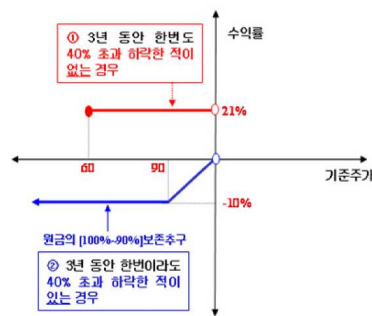 ① 3년 동안 한번도
40% 초과 하락한 적이
없는 경우
수익률
21%
60
90
기준주가
-10%
원금의 [100%~90%]보존추구
② 3년 동안 한번이라도
40% 초과 하락한 적이
있는 경우